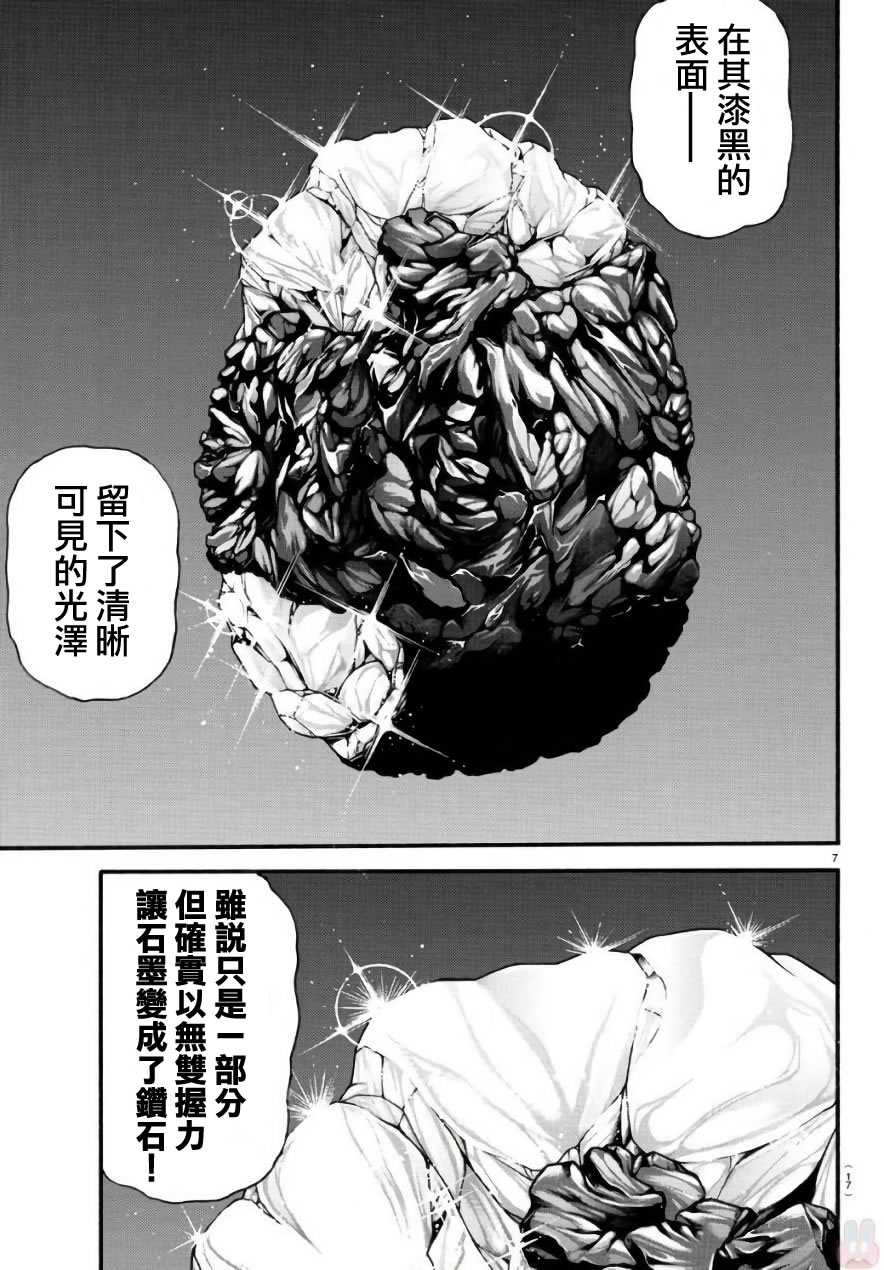 在其漆黑的
表面——
留下了清晰
可見的光澤
7
雖説只是一部分
但確實以無雙握力
讓石墨變成了鑽石！
（17）